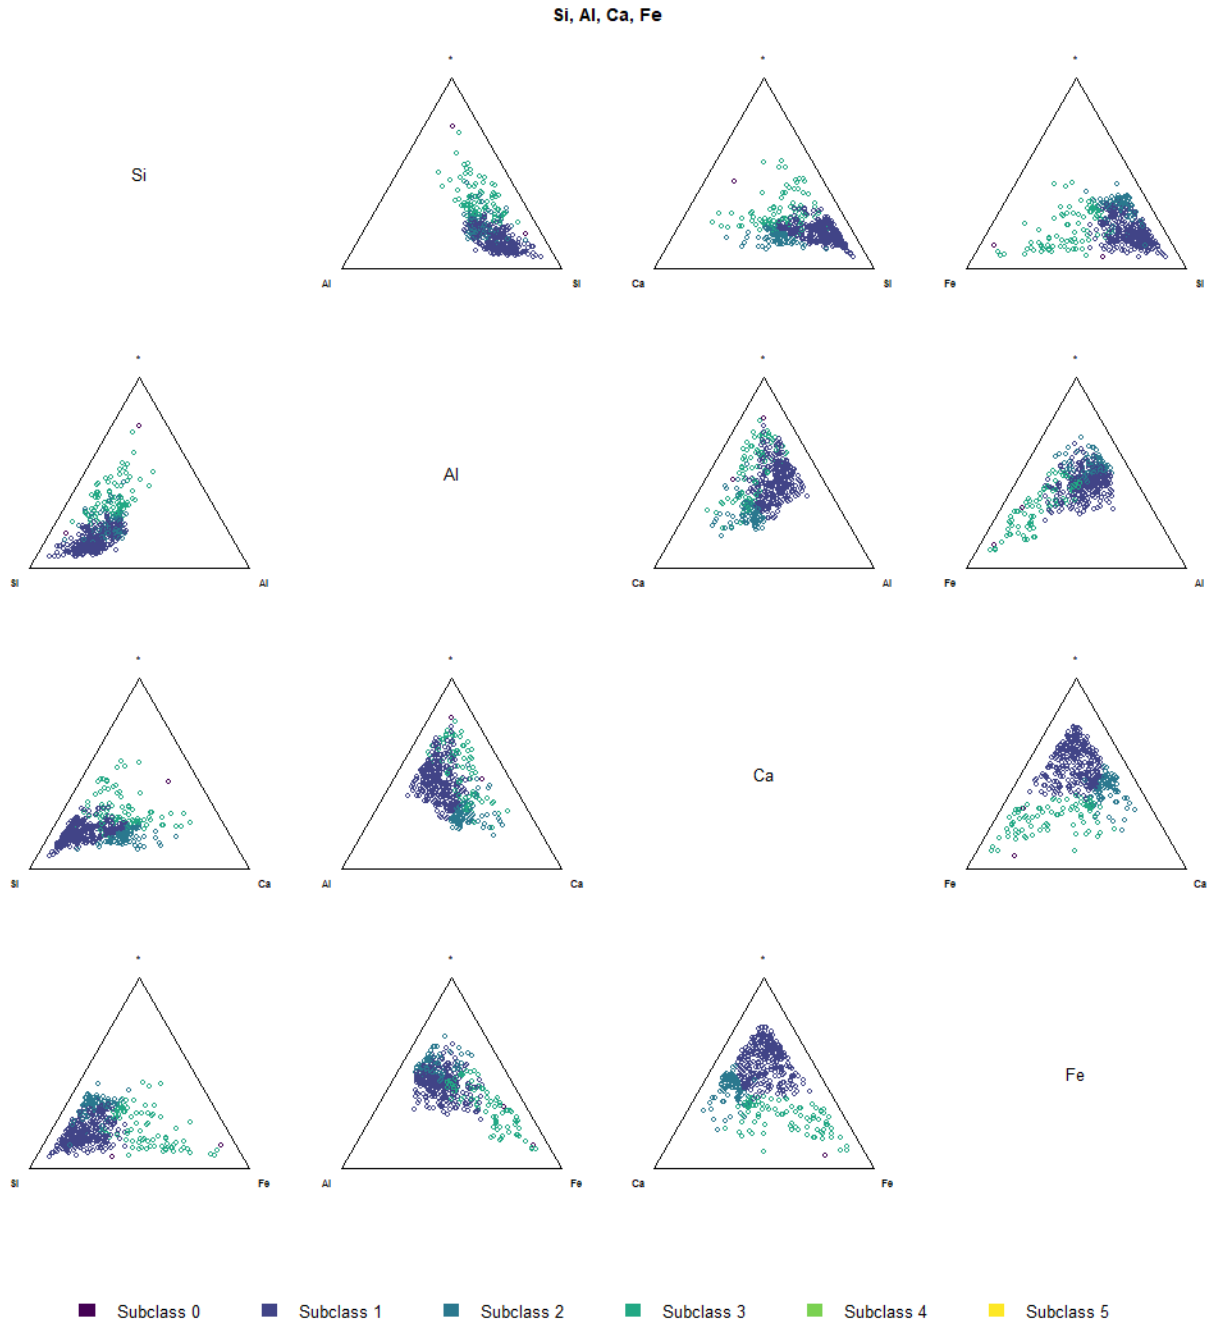 Si, Al, Ca, Fe
* * *
Si
Al Si Ca Si Fe Si
* * *
Al
Si Al Ca Al Fe Al
* * *
Ca
Si Ca Al Ca Fe Ca
* * *
Fe
Si Fe Al Fe Ca Fe
Subclass 0 Subclass 1 Subclass 2 Subclass 3 Subclass 4 Subclass 5